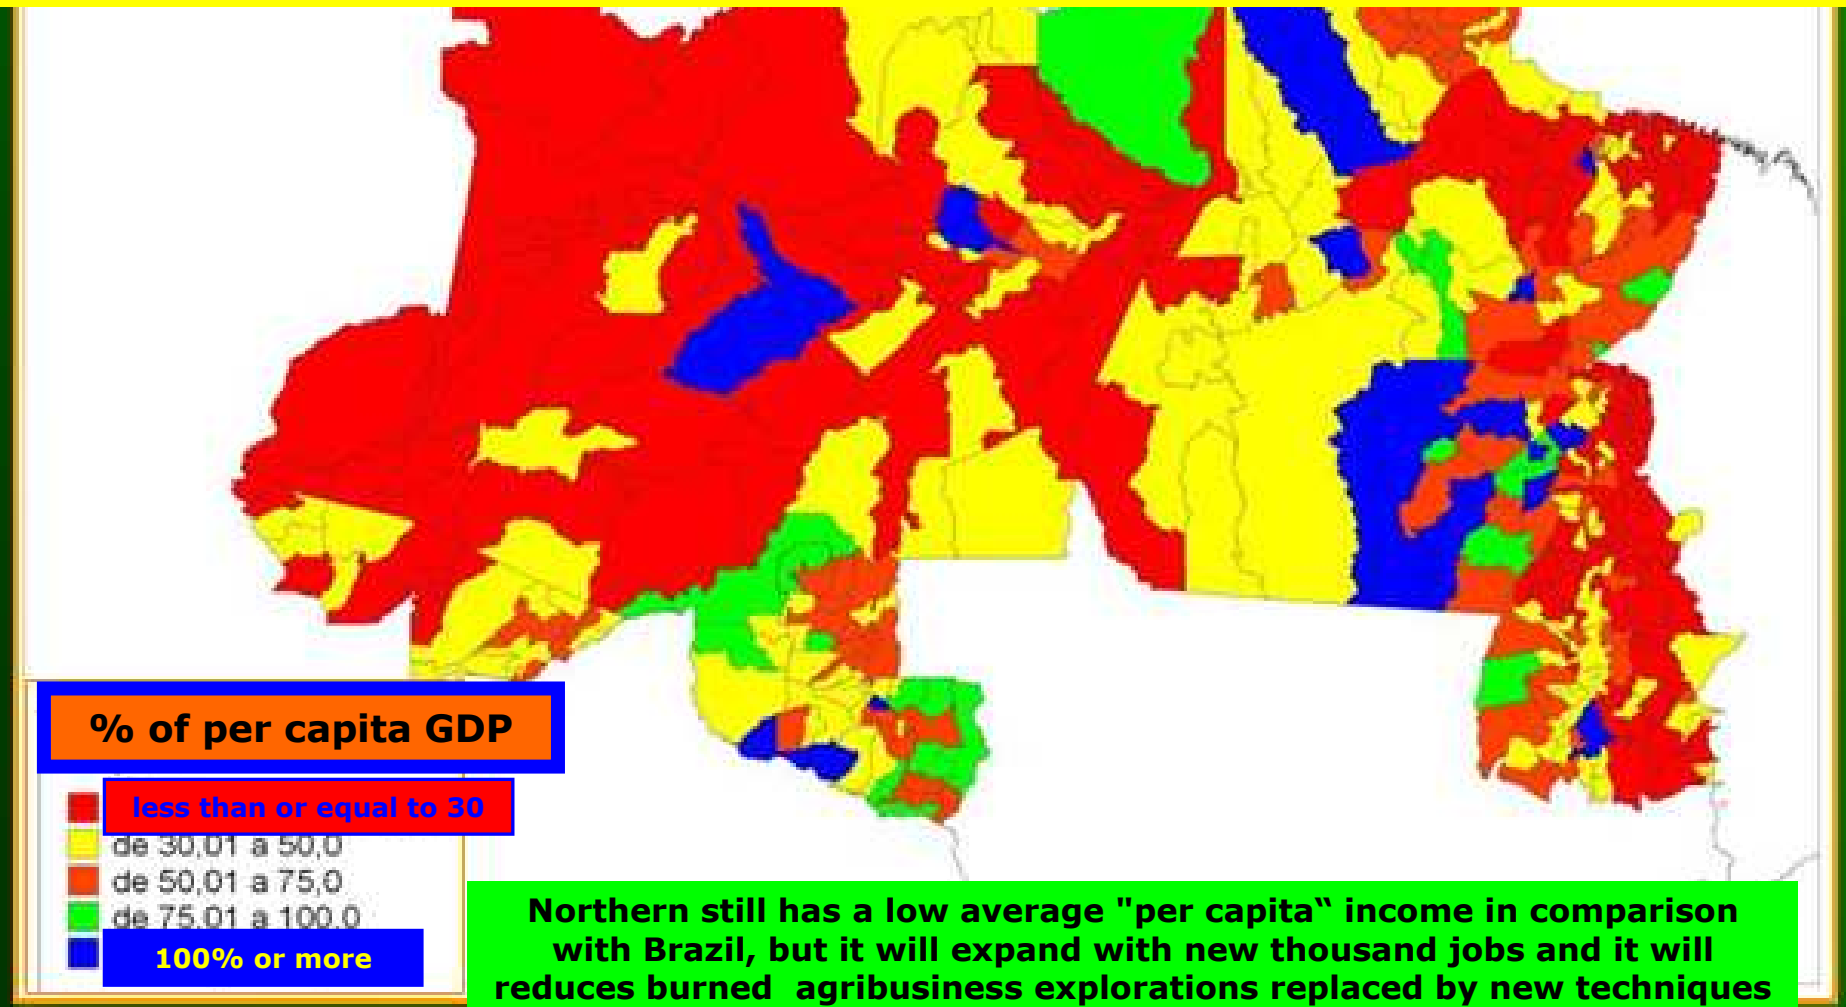 % of per capita GDP
less than or equal to 30
de 30,01 a 50,0
de 50,01 a 75,0
de 75,01 a 100,0
100% or more
Northern still has a low average "per capita“ income in comparison
with Brazil, but it will expand with new thousand jobs and it will
reduces burned agribusiness explorations replaced by new techniques